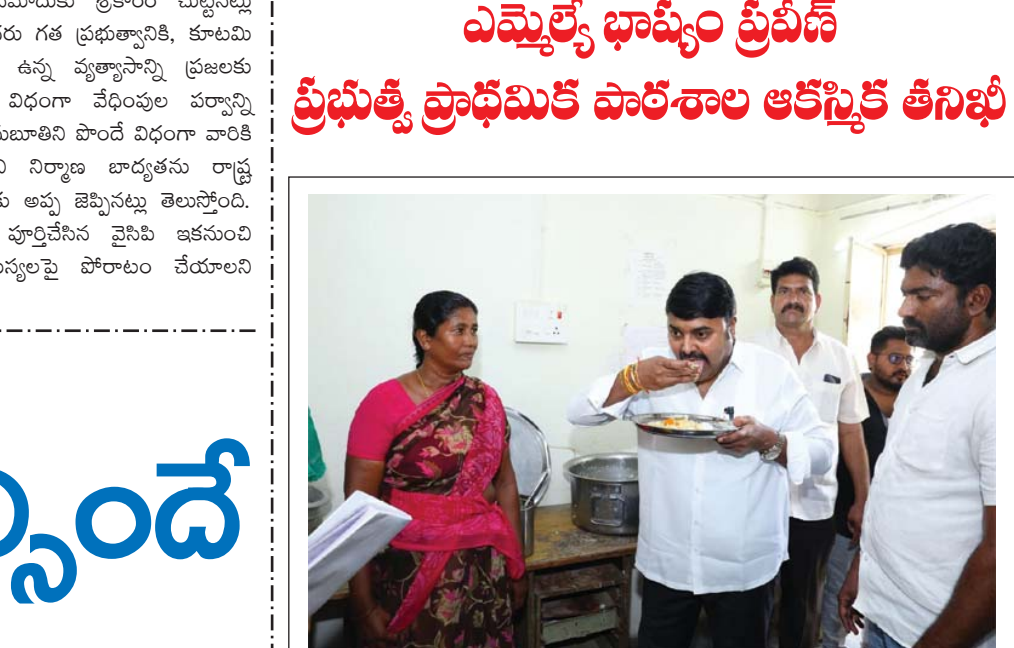 శ్రీకారం చుట్టినట్లు
గత ప్రభుత్వానికి, కూటమి
ఉన్న వ్యత్యాసాన్ని ప్రజలకు
విధంగా వేధింపుల పర్వాన్ని
పొందే విధంగా వారికి
నిర్మాణ బాద్యతను రాష్ట్ర
అప్ప జెప్పినట్లు తెలుస్తోంది.
పూర్తిచేసిన వైసిపి ఇకనుంచి
పోరాటం చేయాలని
ఎమ్మెల్యే భాష్యం ప్రవీణ్
ప్రభుత్వ ప్రాథమిక పాఠశాల ఆకస్మిక తనిఖీ